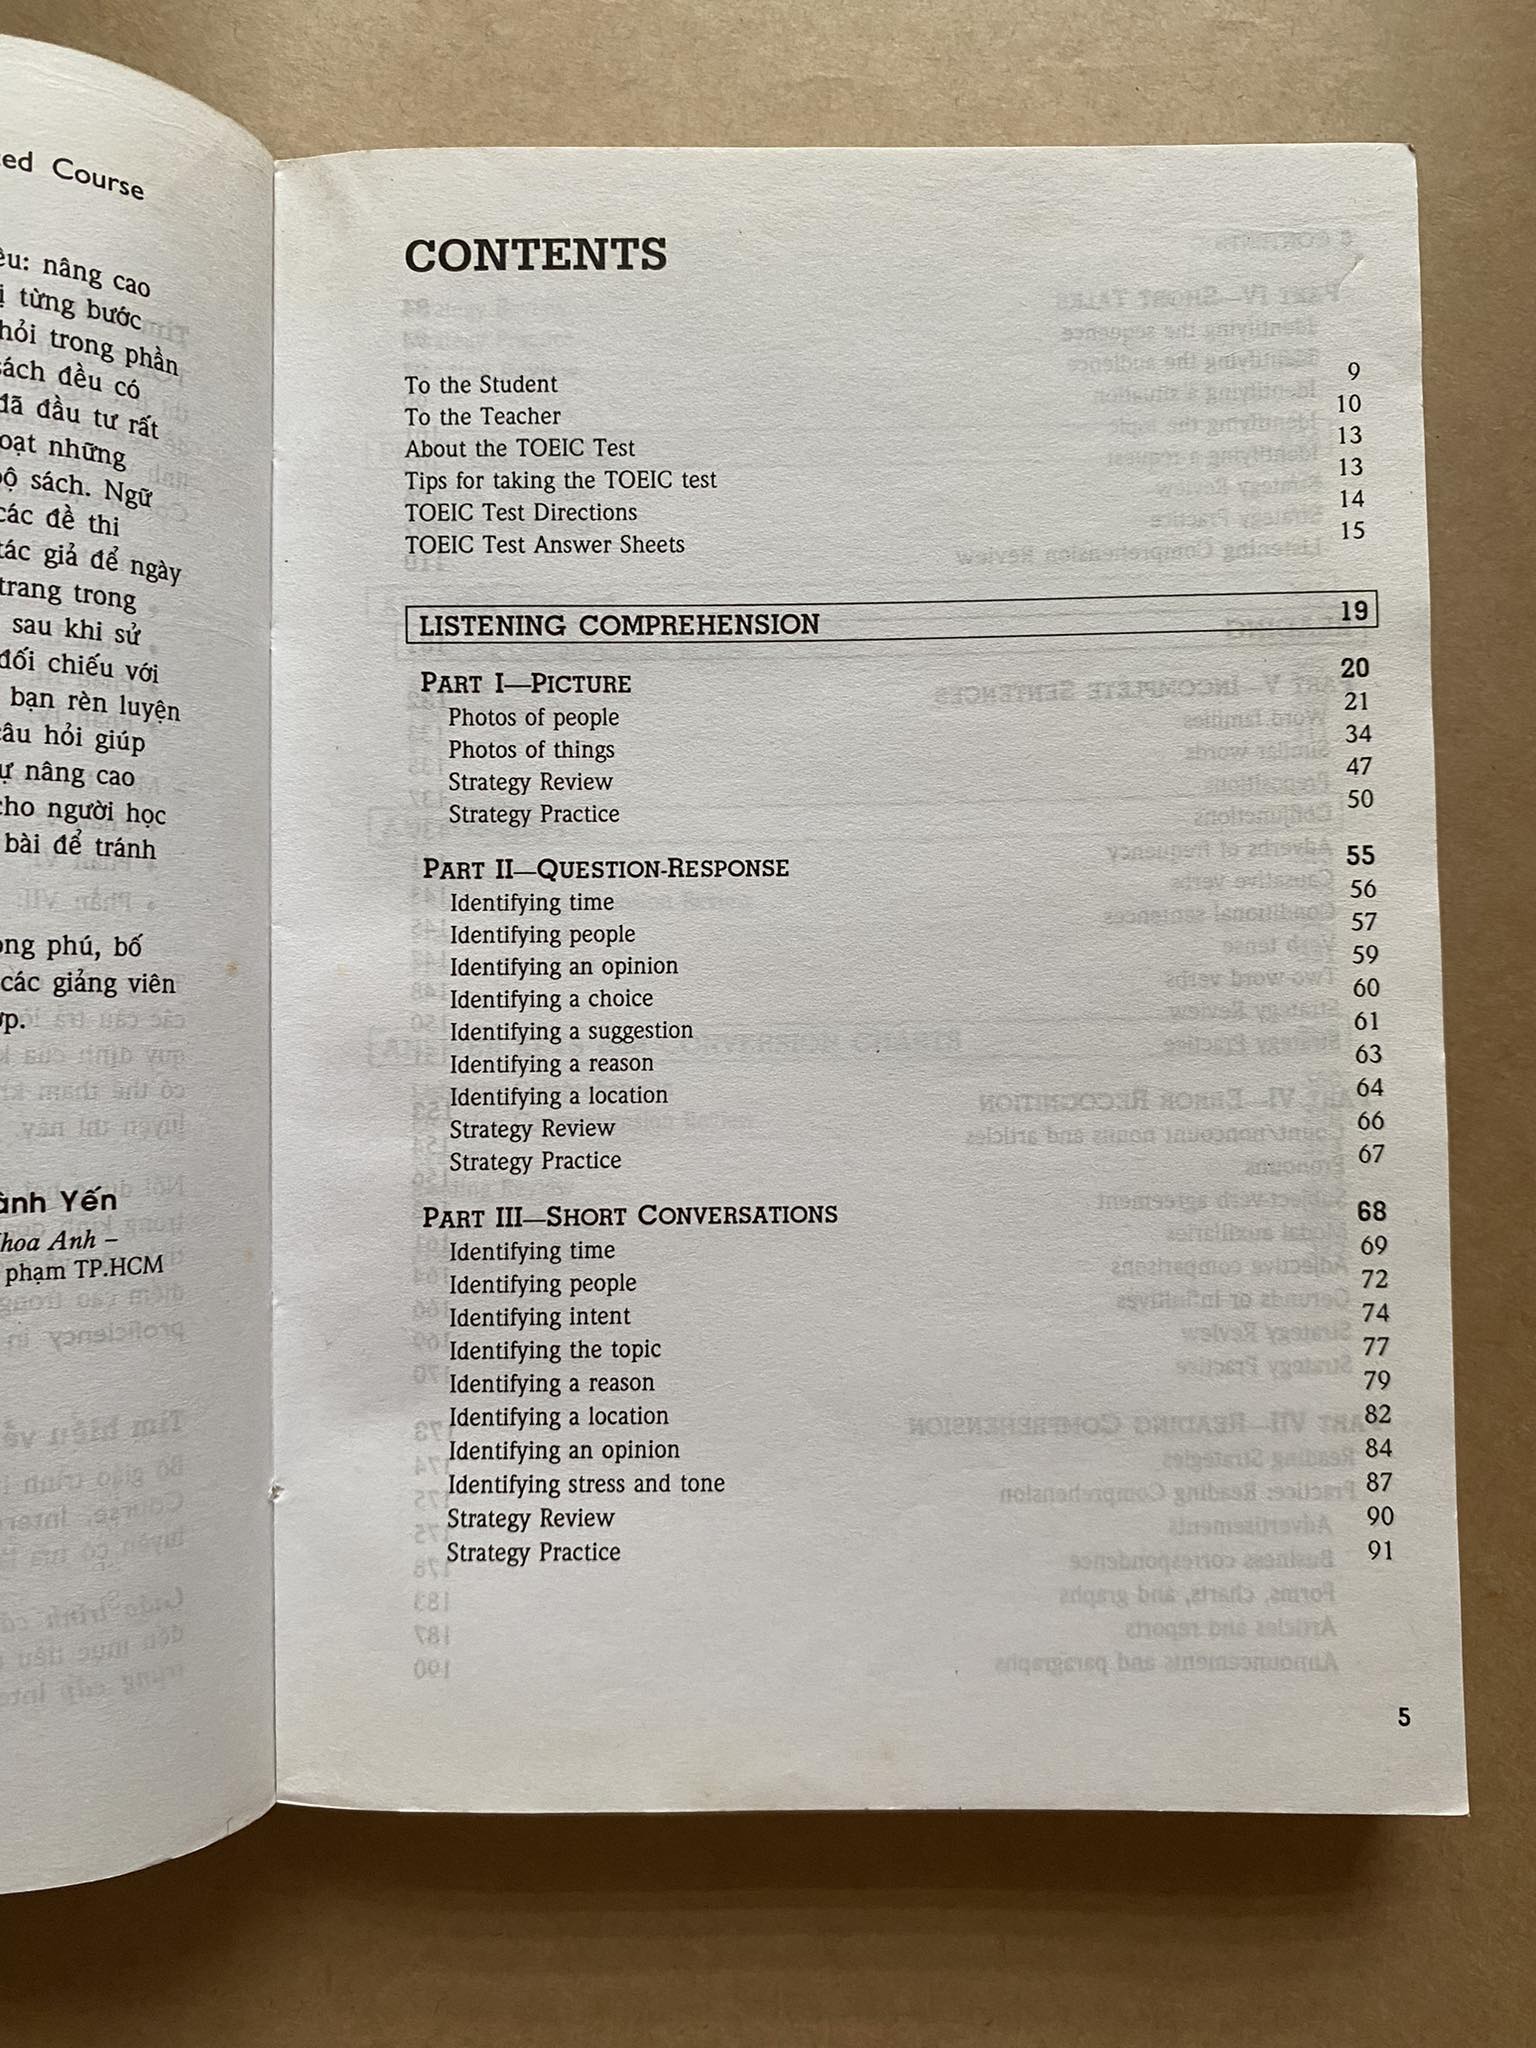 Course
nâng cao
từng bước
hỏi trong phần
đều có
đã đầu tư rất
những
bộ sách. Ngữ
các đề thi
tác giả để ngày
trang trong
sau khi sử
đối chiếu với
bạn rèn luyện
câu hỏi giúp
nâng cao
cho người học
bài để tránh
phú, bố
các giảng viên
Yến
Khoa Anh –
phạm TP.HCM
CONTENTS
To the Student 9
To the Teacher 10
About the TOEIC Test 13
Tips for taking the TOEIC test 13
TOEIC Test Directions 14
TOEIC Test Answer Sheets 15
LISTENING COMPREHENSION 19
PART I—PICTURE 20
Photos of people 21
Photos of things 34
Strategy Review 47
Strategy Practice 50
PART II—QUESTION-RESPONSE 55
Identifying time 56
Identifying people 57
Identifying an opinion 59
Identifying a choice 60
Identifying a suggestion 61
Identifying a reason 63
Identifying a location 64
Strategy Review 66
Strategy Practice 67
PART III—SHORT CONVERSATIONS 68
Identifying time 69
Identifying people 72
Identifying intent 74
Identifying the topic 77
Identifying a reason 79
Identifying a location 82
Identifying an opinion 84
Identifying stress and tone 87
Strategy Review 90
Strategy Practice 91
5